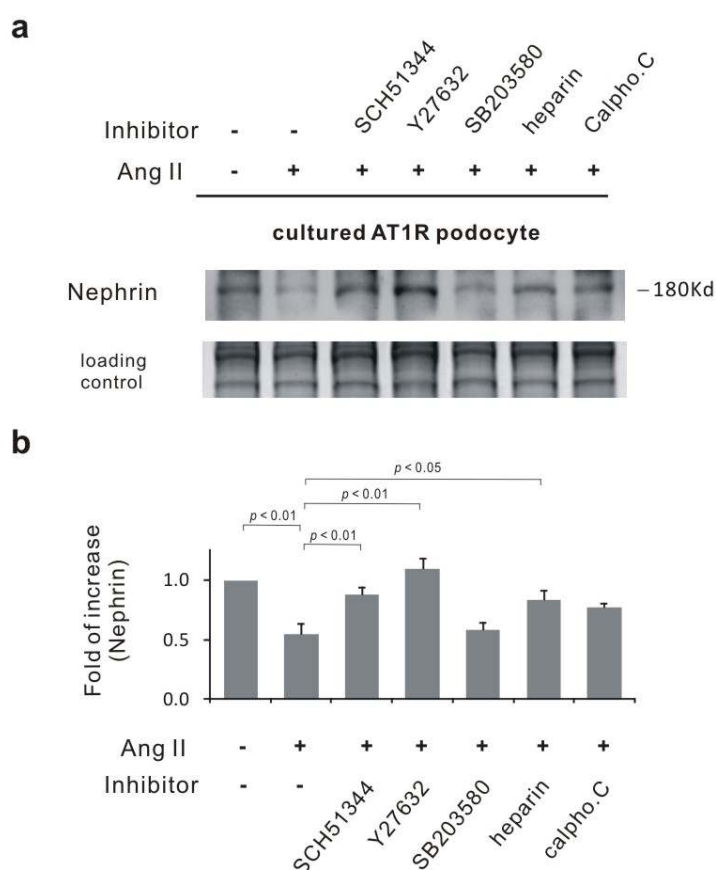 a
SCH51344 Y27632 SB203580 heparin Calpho.C
Inhibitor - -
Ang II - + + + + + +
cultured AT1R podocyte
Nephrin –180Kd
loading
control
b
p < 0.05
p < 0.01
p < 0.01
p < 0.01
Fold of increase
(Nephrin)
1.0
0.5
0.0
Ang II - + + + + + +
Inhibitor - - SCH51344 Y27632 SB203580 heparin calpho.C